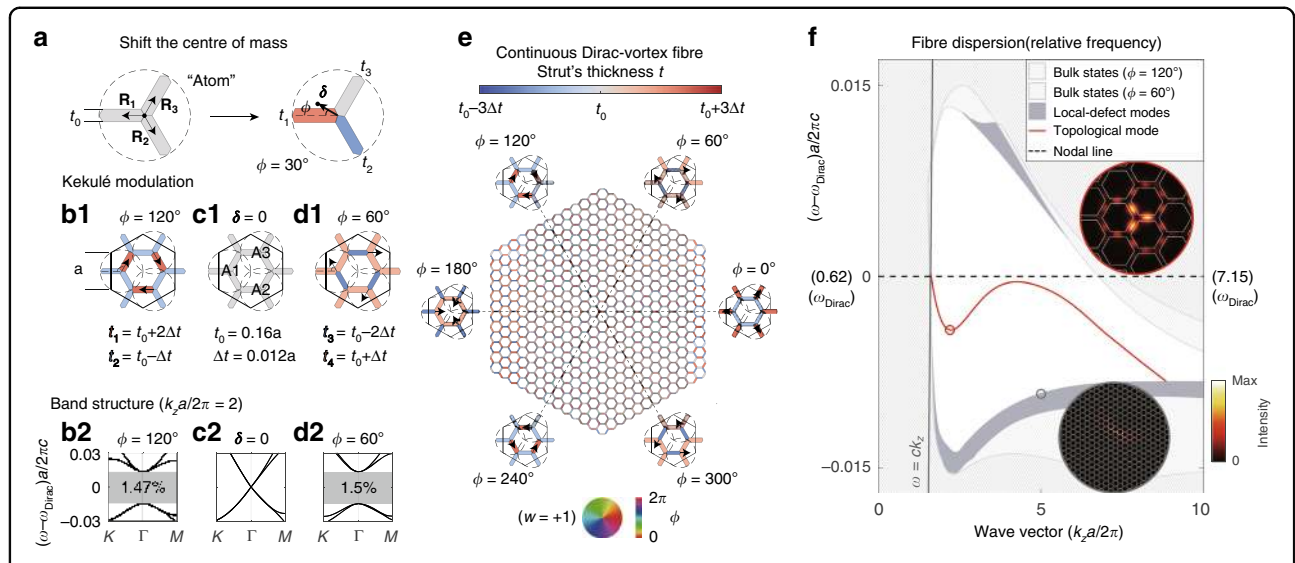 a
Shift the centre of mass
"Atom"
t0
R1
R3
R2
t3
δ
ϕ
t1
t2
ϕ = 30°
Kekulé modulation
b1
ϕ = 120°
c1
δ = 0
d1
ϕ = 60°
a
A3
A1
A2
t1 = t0+2Δt
t2 = t0−Δt
t0 = 0.16a
Δt = 0.012a
t3 = t0−2Δt
t4 = t0+Δt
Band structure (kza/2π = 2)
b2
ϕ = 120°
c2
δ = 0
d2
ϕ = 60°
(ω−ωDirac)a/2πc
0.03
0
−0.03
1.47%
1.5%
K Γ M
K Γ M
K Γ M
e
Continuous Dirac-vortex fibre
Strut's thickness t
t0−3Δt
t0
t0+3Δt
ϕ = 120°
ϕ = 60°
ϕ = 180°
ϕ = 0°
ϕ = 240°
ϕ = 300°
(w = +1)
2π
0
ϕ
f
Fibre dispersion(relative frequency)
(ω−ωDirac)a/2πc
0.015
0
−0.015
(0.62)
(ωDirac)
(7.15)
(ωDirac)
Bulk states (ϕ = 120°)
Bulk states (ϕ = 60°)
Local-defect modes
Topological mode
Nodal line
ω = ckz
Max
0
Intensity
0
5
10
Wave vector (kza/2π)